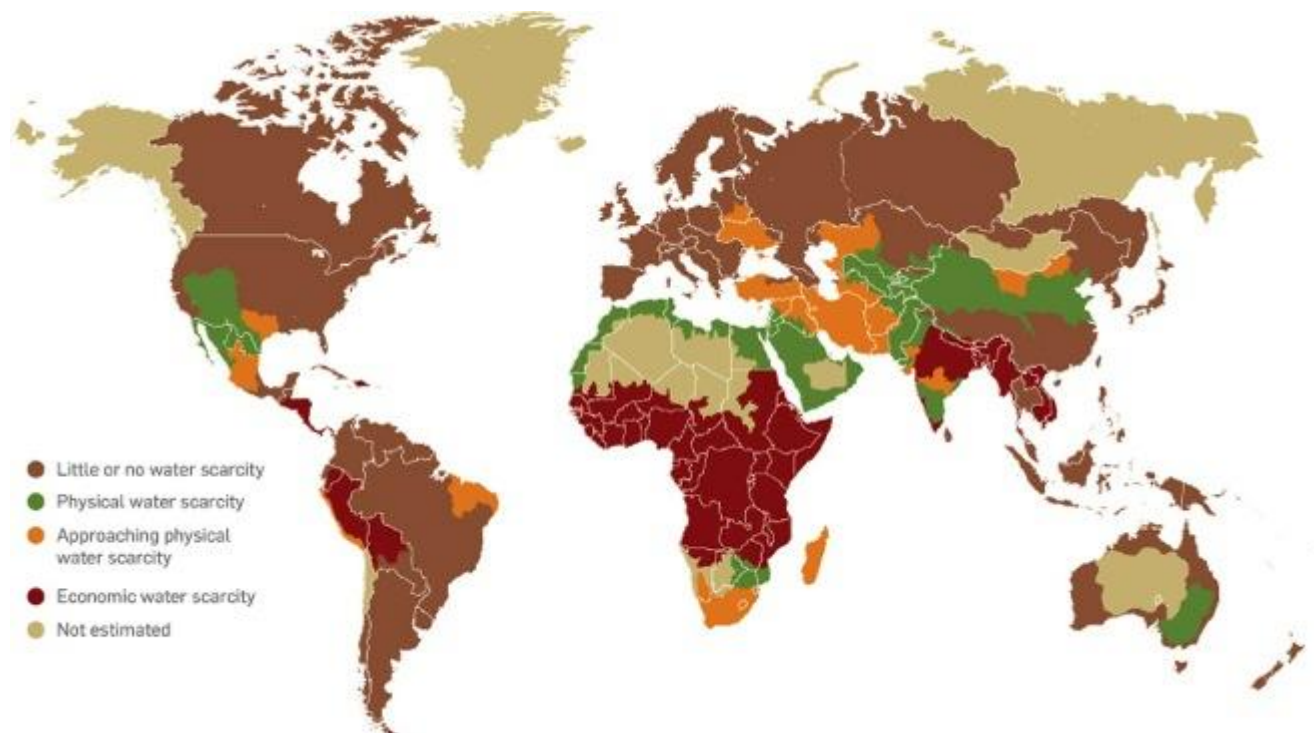 Little or no water scarcity
Physical water scarcity
Approaching physical
water scarcity
Economic water scarcity
Not estimated